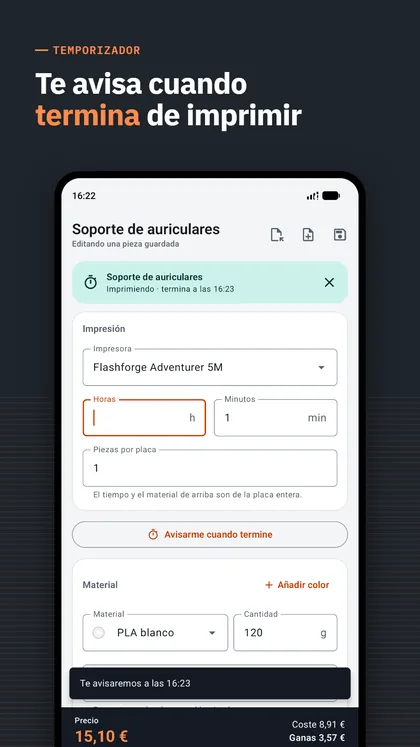 TEMPORIZADOR
Te avisa cuando
termina de imprimir
16:22
Soporte de auriculares
Editando una pieza guardada
Soporte de auriculares
Imprimiendo · termina a las 16:23
Impresión
Impresora
Flashforge Adventurer 5M
Horas
h
Minutos
1 min
Piezas por placa
1
El tiempo y el material de arriba son de la placa entera.
Avisarme cuando termine
Material
+ Añadir color
Material
PLA blanco
Cantidad
120 g
Te avisaremos a las 16:23
Precio
15,10 €
Coste 8,91 €
Ganas 3,57 €